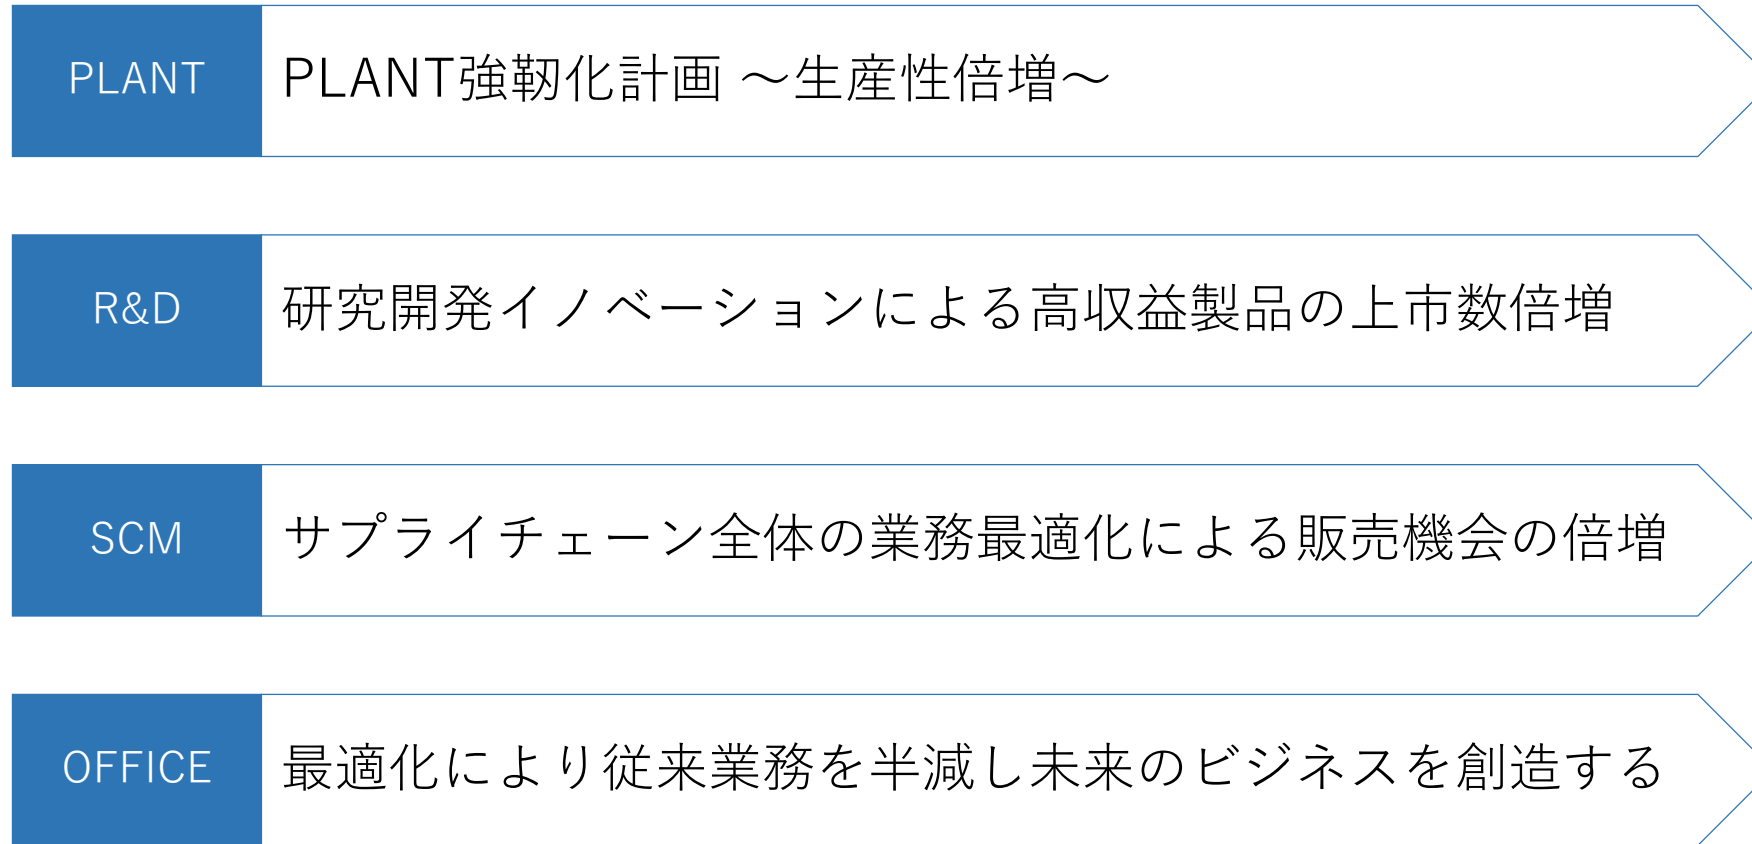 PLANT
PLANT強靭化計画 ～生産性倍増～
R&D
研究開発イノベーションによる高収益製品の上市数倍増
SCM
サプライチェーン全体の業務最適化による販売機会の倍増
OFFICE
最適化により従来業務を半減し未来のビジネスを創造する